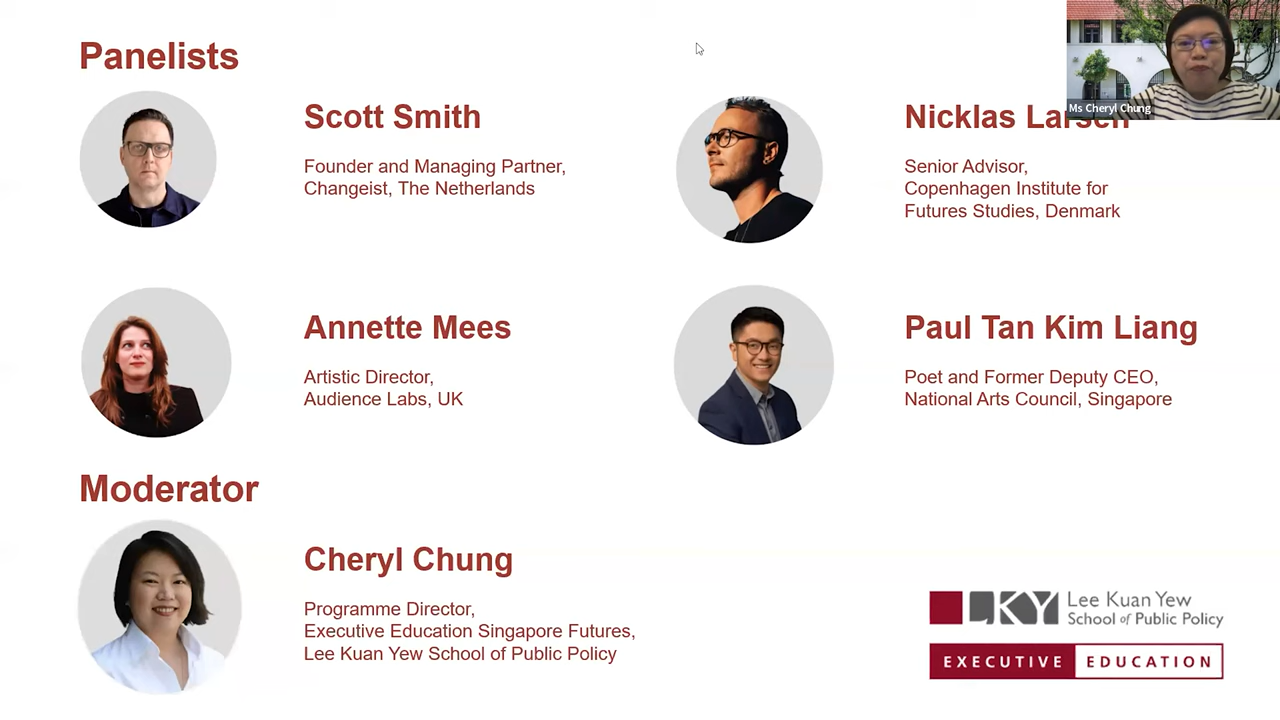 Panelists
Scott Smith
Founder and Managing Partner,
Changeist, The Netherlands
Nicklas Larsen
Senior Advisor,
Copenhagen Institute for
Futures Studies, Denmark
Ms Cheryl Chung
Annette Mees
Artistic Director,
Audience Labs, UK
Paul Tan Kim Liang
Poet and Former Deputy CEO,
National Arts Council, Singapore
Moderator
Cheryl Chung
Programme Director,
Executive Education Singapore Futures,
Lee Kuan Yew School of Public Policy
LKY Lee Kuan Yew
School of Public Policy
EXECUTIVE EDUCATION